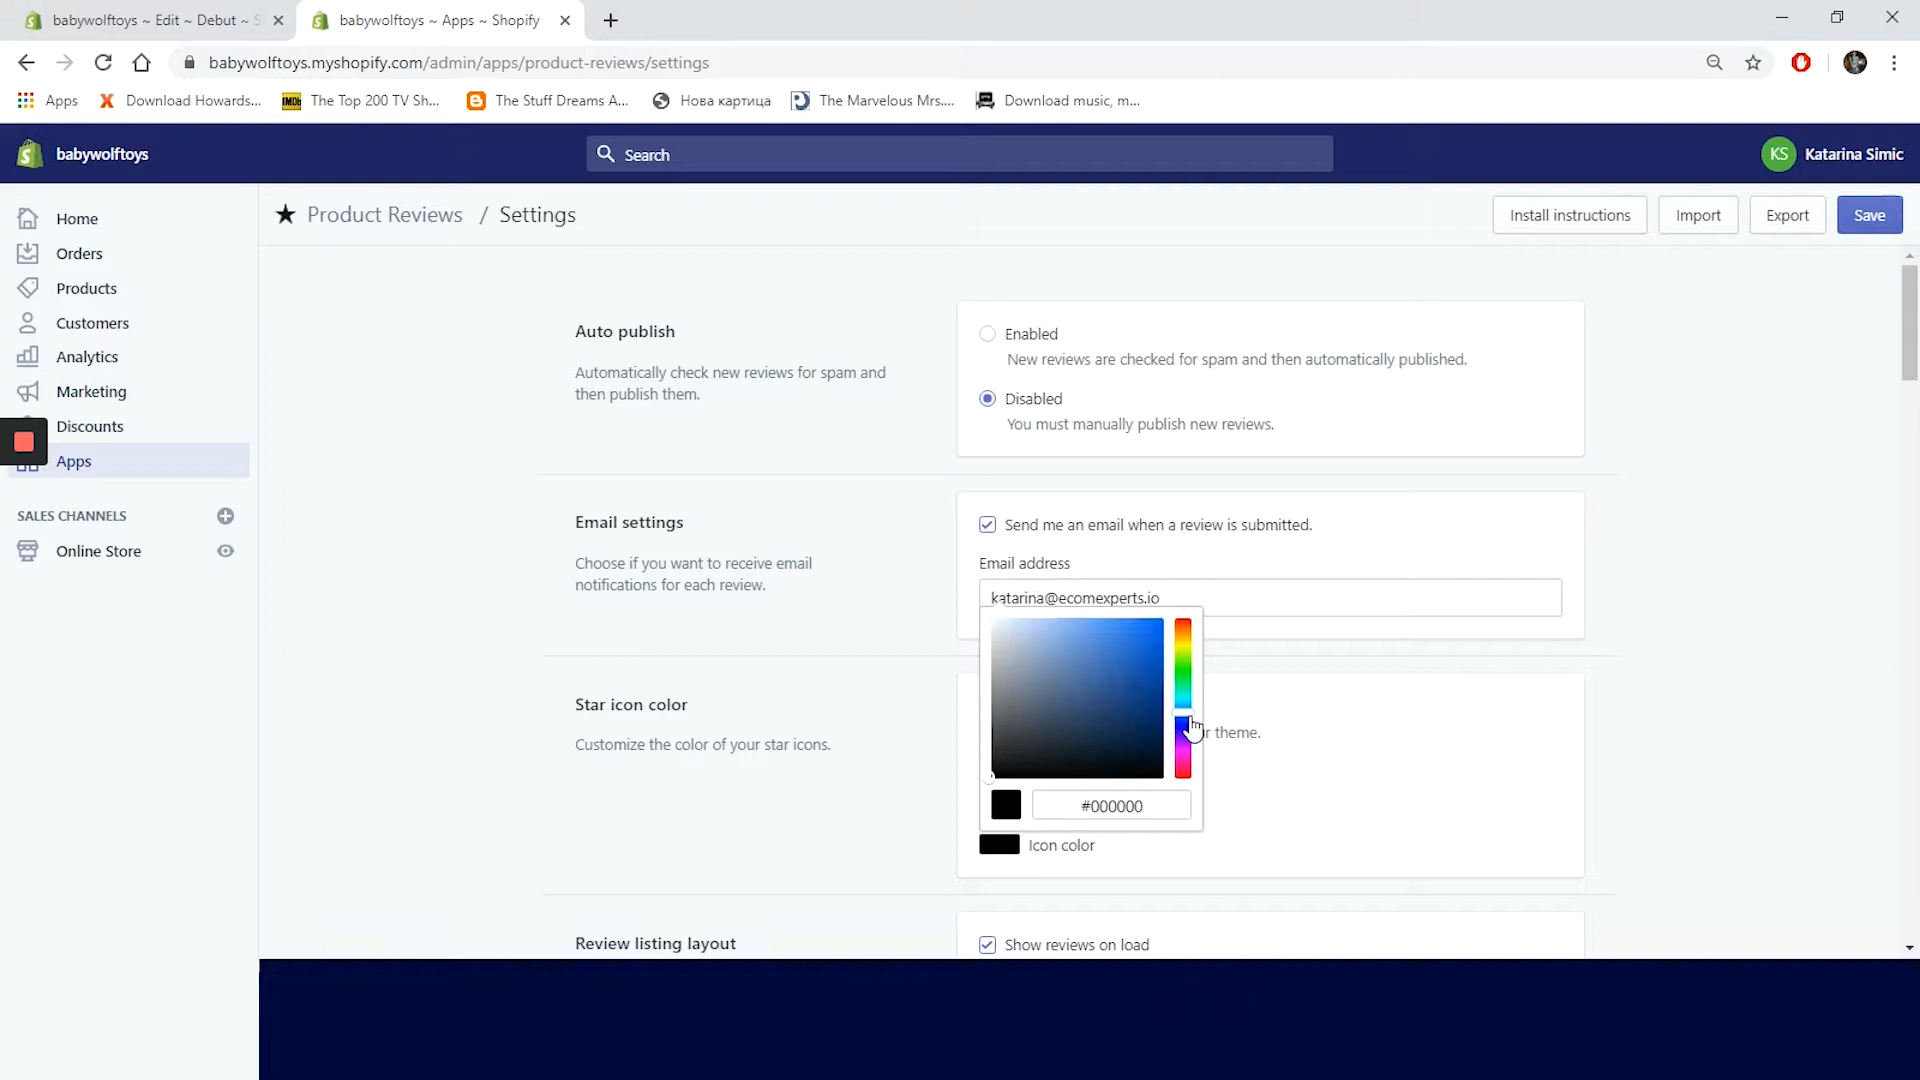 babywolftoys ~ Edit ~ Debut ~ S
babywolftoys ~ Apps ~ Shopify
babywolftoys.myshopify.com/admin/apps/product-reviews/settings
Apps
Download Howards...
IMDb
The Top 200 TV Sh...
The Stuff Dreams A...
Нова картица
The Marvelous Mrs....
Download music, m...
babywolftoys
Search
KS
Katarina Simic
Home
Orders
Products
Customers
Analytics
Marketing
Discounts
Apps
SALES CHANNELS
Online Store
Product Reviews / Settings
Install instructions
Import
Export
Save
Auto publish
Automatically check new reviews for spam and
then publish them.
Enabled
New reviews are checked for spam and then automatically published.
Disabled
You must manually publish new reviews.
Email settings
Choose if you want to receive email
notifications for each review.
Send me an email when a review is submitted.
Email address
katarina@ecomexperts.io
Star icon color
Customize the color of your star icons.
r theme.
#000000
Icon color
Review listing layout
Show reviews on load